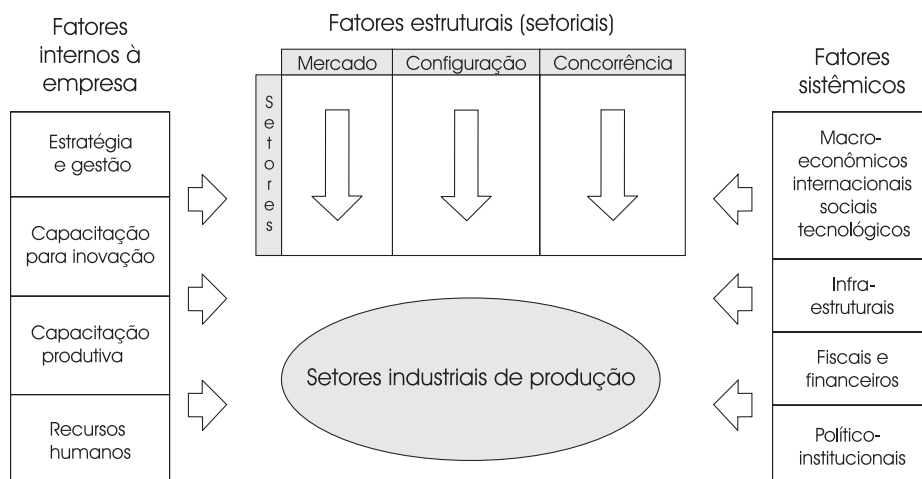 Fatores
internos à
empresa
Estratégia
e gestão
Capacitação
para inovação
Capacitação
produtiva
Recursos
humanos
Fatores estruturais (setoriais)
Mercado
Configuração
Concorrência
Setores
Setores industriais de produção
Fatores
sistêmicos
Macro-
econômicos
internacionais
sociais
tecnológicos
Infra-
estruturais
Fiscais e
financeiros
Político-
institucionais